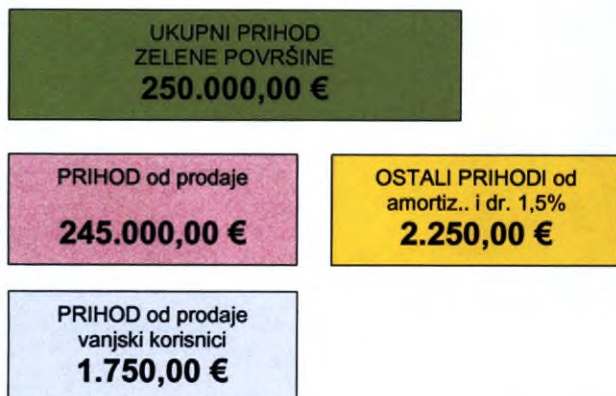 UKUPNI PRIHOD
ZELENE POVRŠINE
250.000,00 €
PRIHOD od prodaje
245.000,00 €
OSTALI PRIHODI od
amortiz.. i dr. 1,5%
2.250,00 €
PRIHOD od prodaje
vanjski korisnici
1.750,00 €